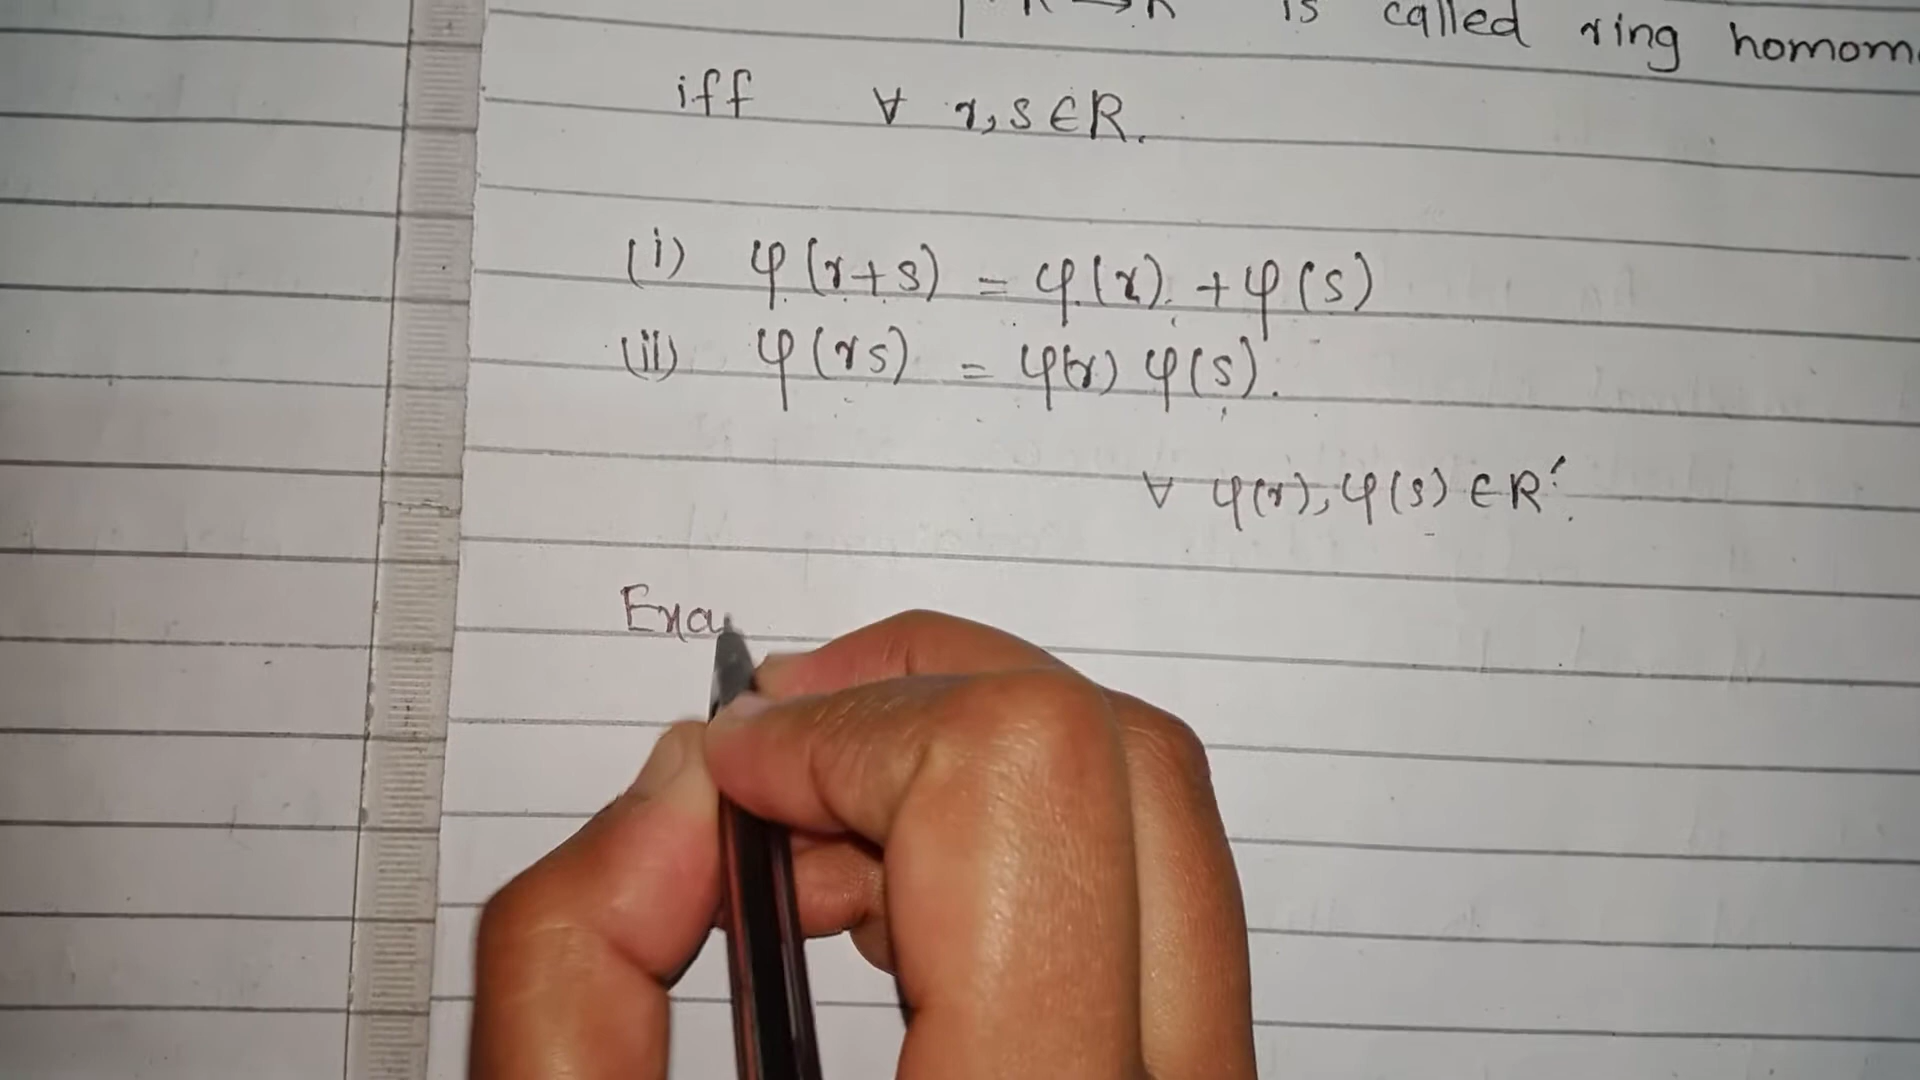 is called ring homom
iff ∀ r, s ∈ R.
(i) φ(r+s) = φ(r) + φ(s)
(ii) φ(rs) = φ(r) φ(s).
∀ φ(r), φ(s) ∈ R'.
Exa